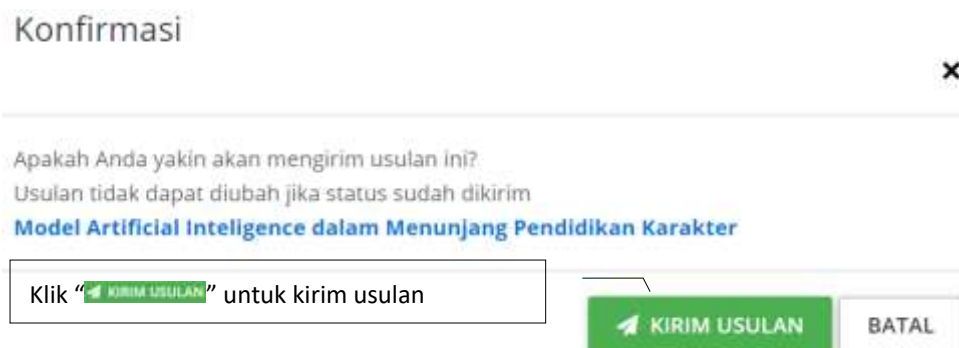 Konfirmasi
×
Apakah Anda yakin akan mengirim usulan ini?
Usulan tidak dapat diubah jika status sudah dikirim
Model Artificial Inteligence dalam Menunjang Pendidikan Karakter
Klik “KIRIM USULAN” untuk kirim usulan
KIRIM USULAN BATAL